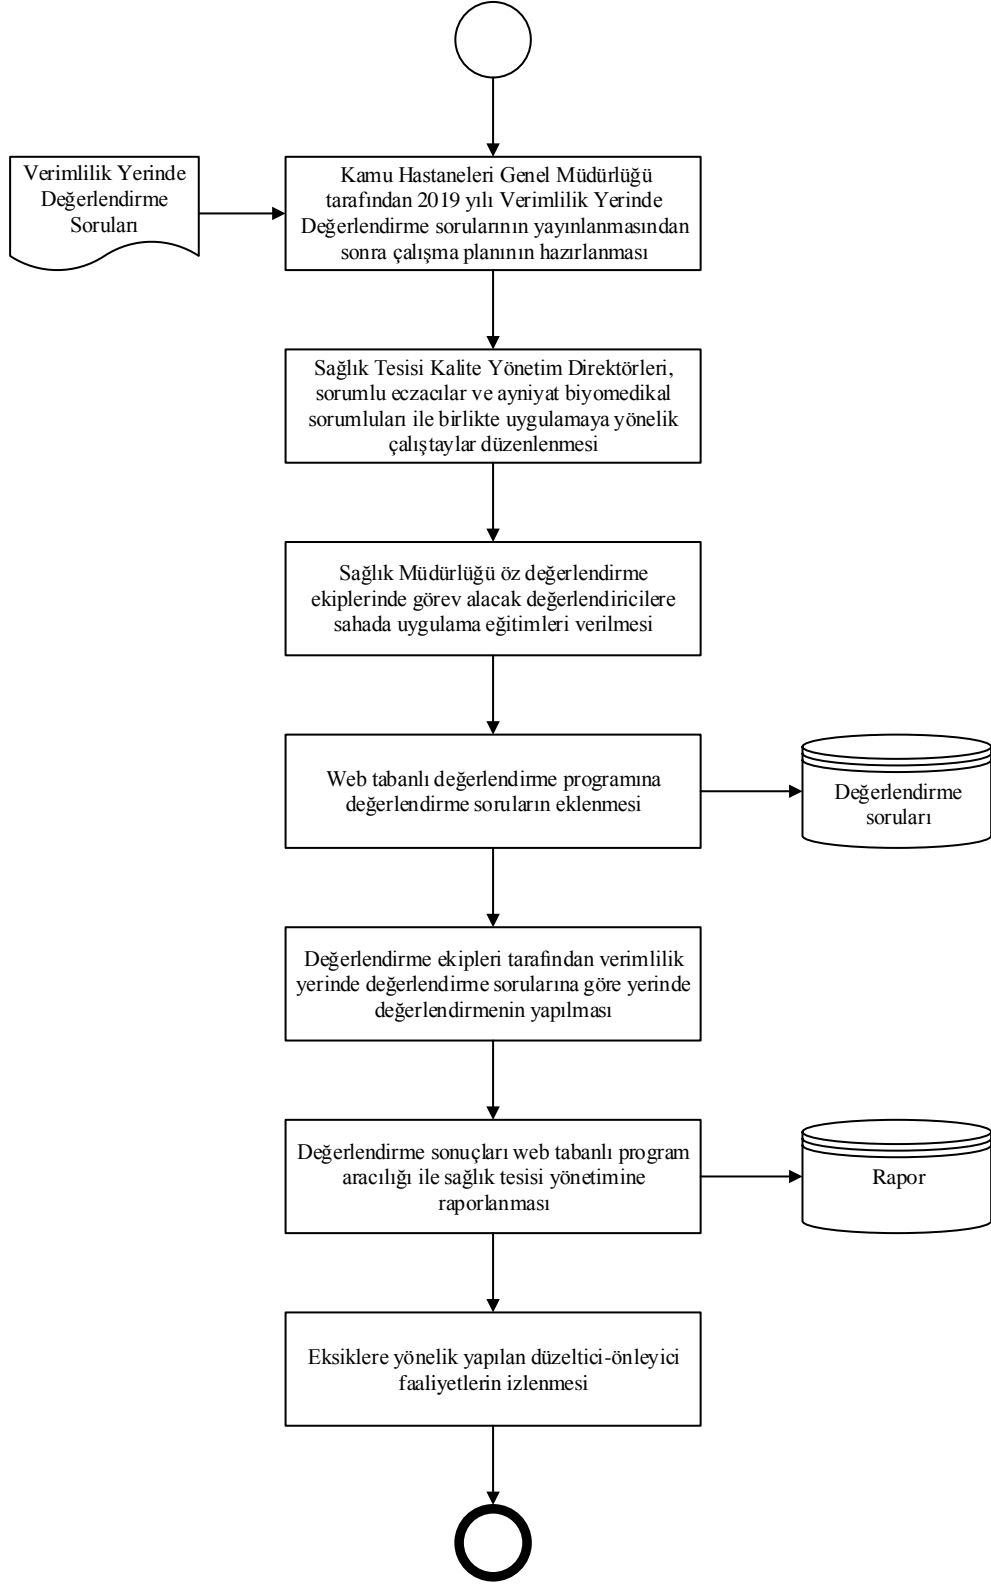 Verimlilik Yerinde
Değerlendirme
Soruları
Kamu Hastaneleri Genel Müdürlüğü
tarafından 2019 yılı Verimlilik Yerinde
Değerlendirme sorularının yayınlanmasından
sonra çalışma planının hazırlanması
Sağlık Tesisi Kalite Yönetim Direktörleri,
sorumlu eczacılar ve ayniyat biyomedikal
sorumluları ile birlikte uygulamaya yönelik
çalıştaylar düzenlenmesi
Sağlık Müdürlüğü öz değerlendirme
ekiplerinde görev alacak değerlendiricilere
sahada uygulama eğitimleri verilmesi
Web tabanlı değerlendirme programına
değerlendirme soruların eklenmesi
Değerlendirme
soruları
Değerlendirme ekipleri tarafından verimlilik
yerinde değerlendirme sorularına göre yerinde
değerlendirmenin yapılması
Değerlendirme sonuçları web tabanlı program
aracılığı ile sağlık tesisi yönetimine
raporlanması
Rapor
Eksiklere yönelik yapılan düzeltici-önleyici
faaliyetlerin izlenmesi